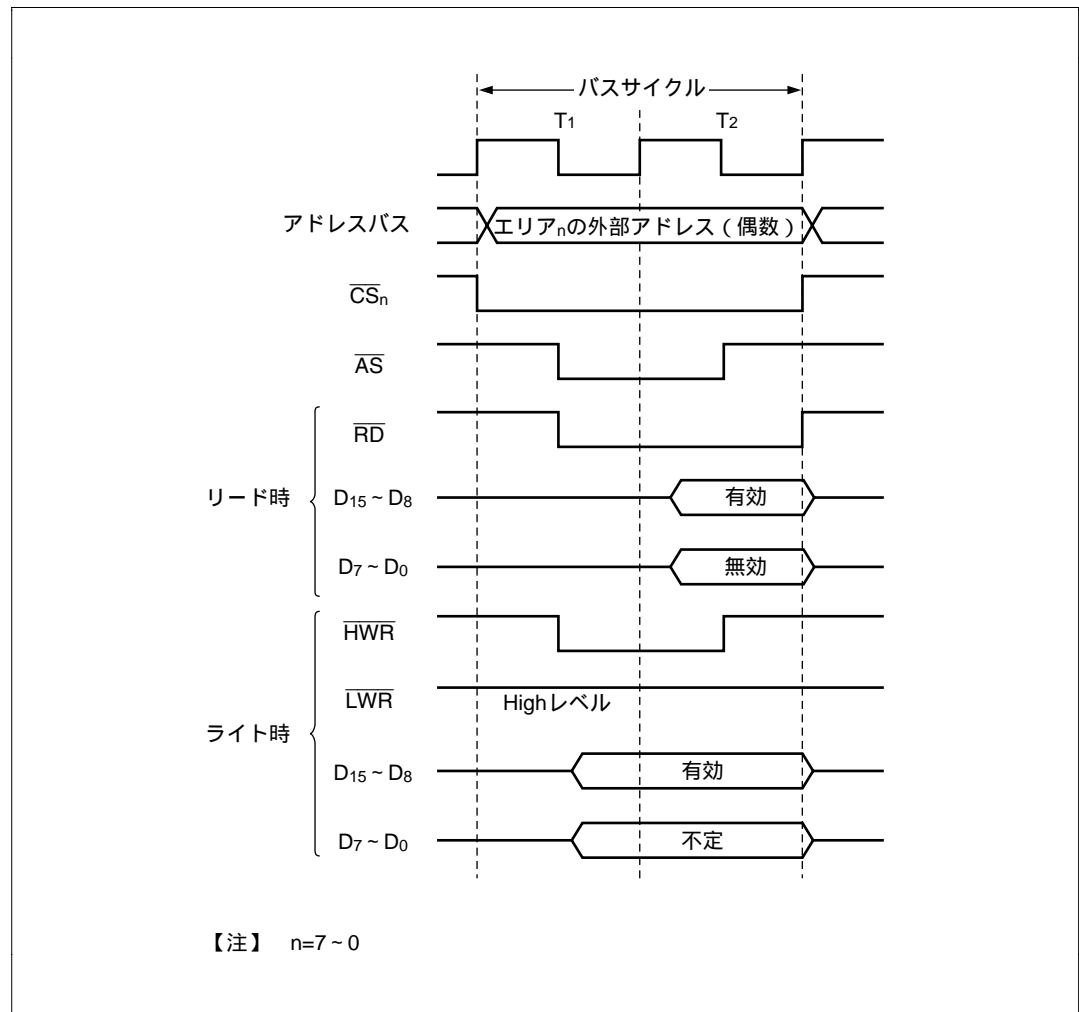 バスサイクル
T1 T2
アドレスバス エリアnの外部アドレス（偶数）
CSn
AS
RD
リード時 D15～D8 有効
D7～D0 無効
HWR
LWR Highレベル
ライト時
D15～D8 有効
D7～D0 不定
【注】 n=7～0